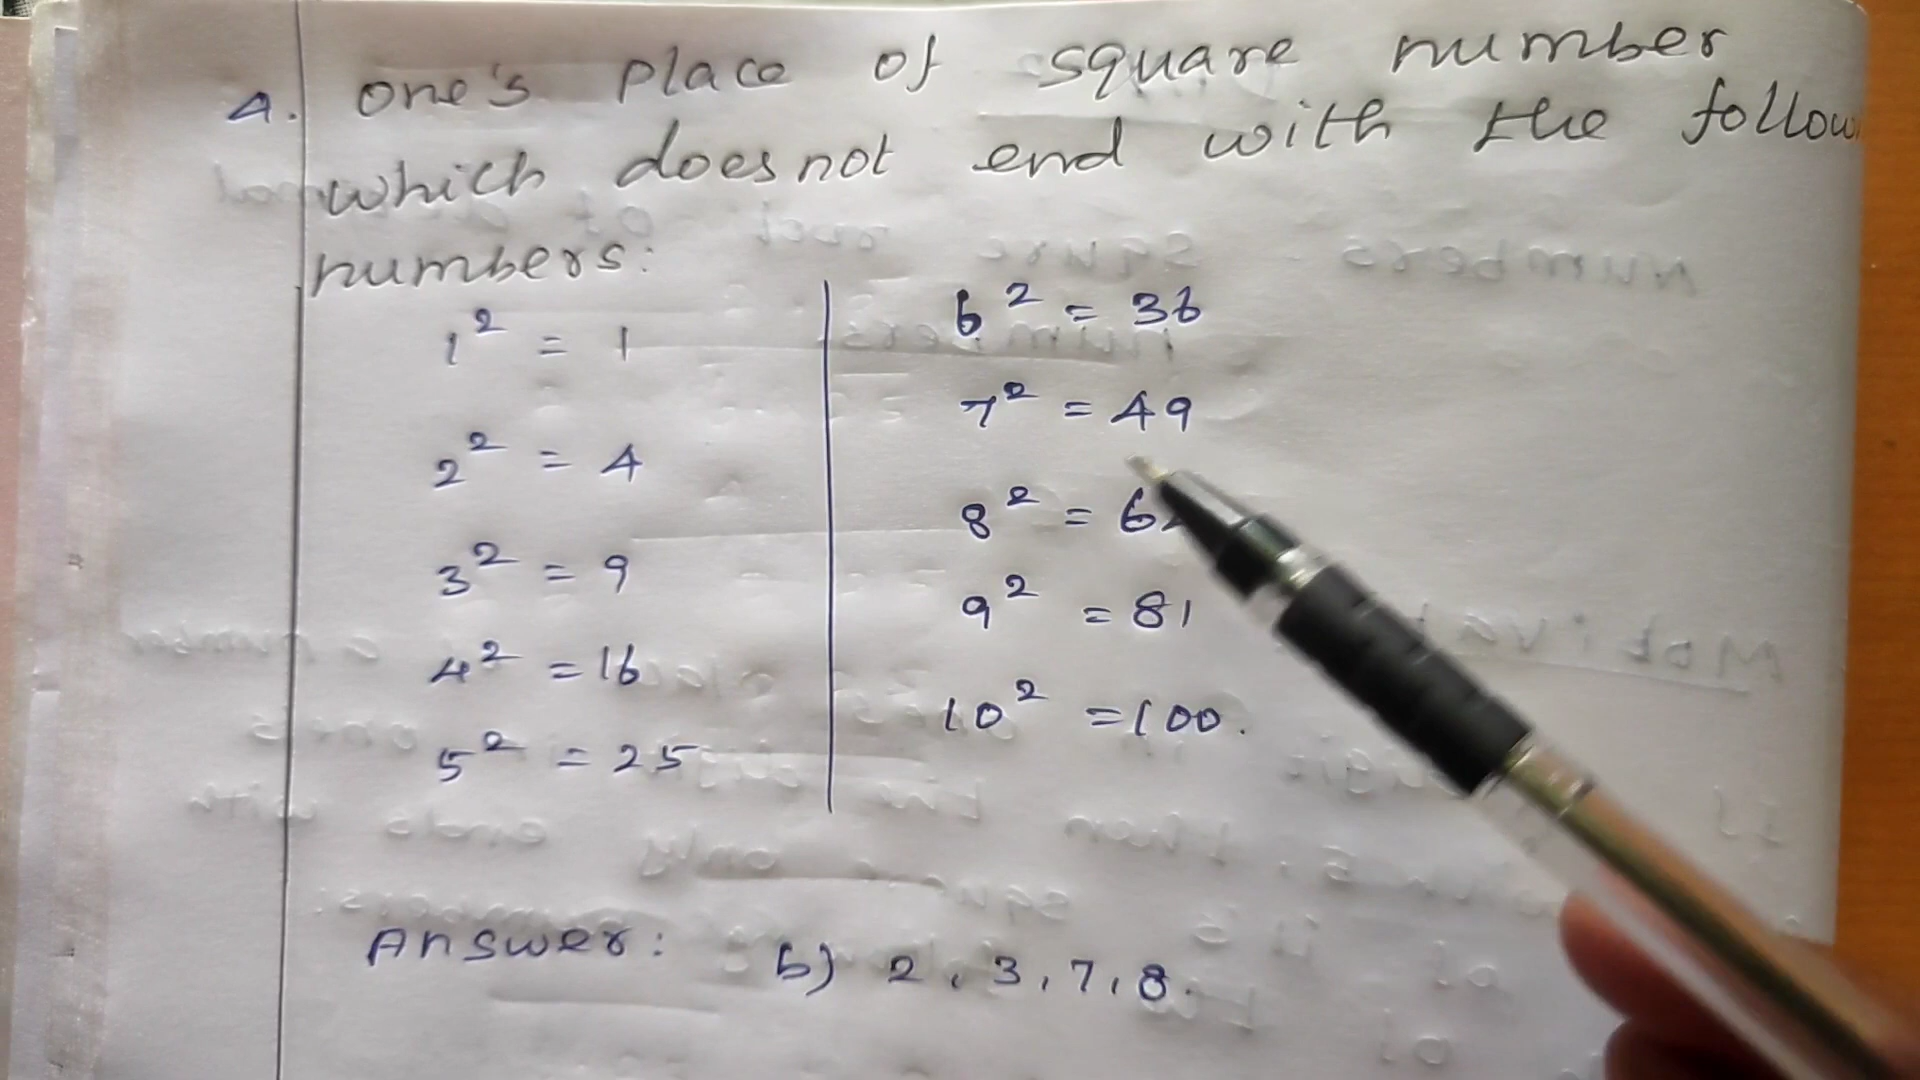 4. one's place of square number
which does not end with the follow
numbers:
1² = 1
2² = 4
3² = 9
4² = 16
5² = 25
6² = 36
7² = 49
8² = 6
9² = 81
10² = 100.
Answer: b) 2, 3, 7, 8.